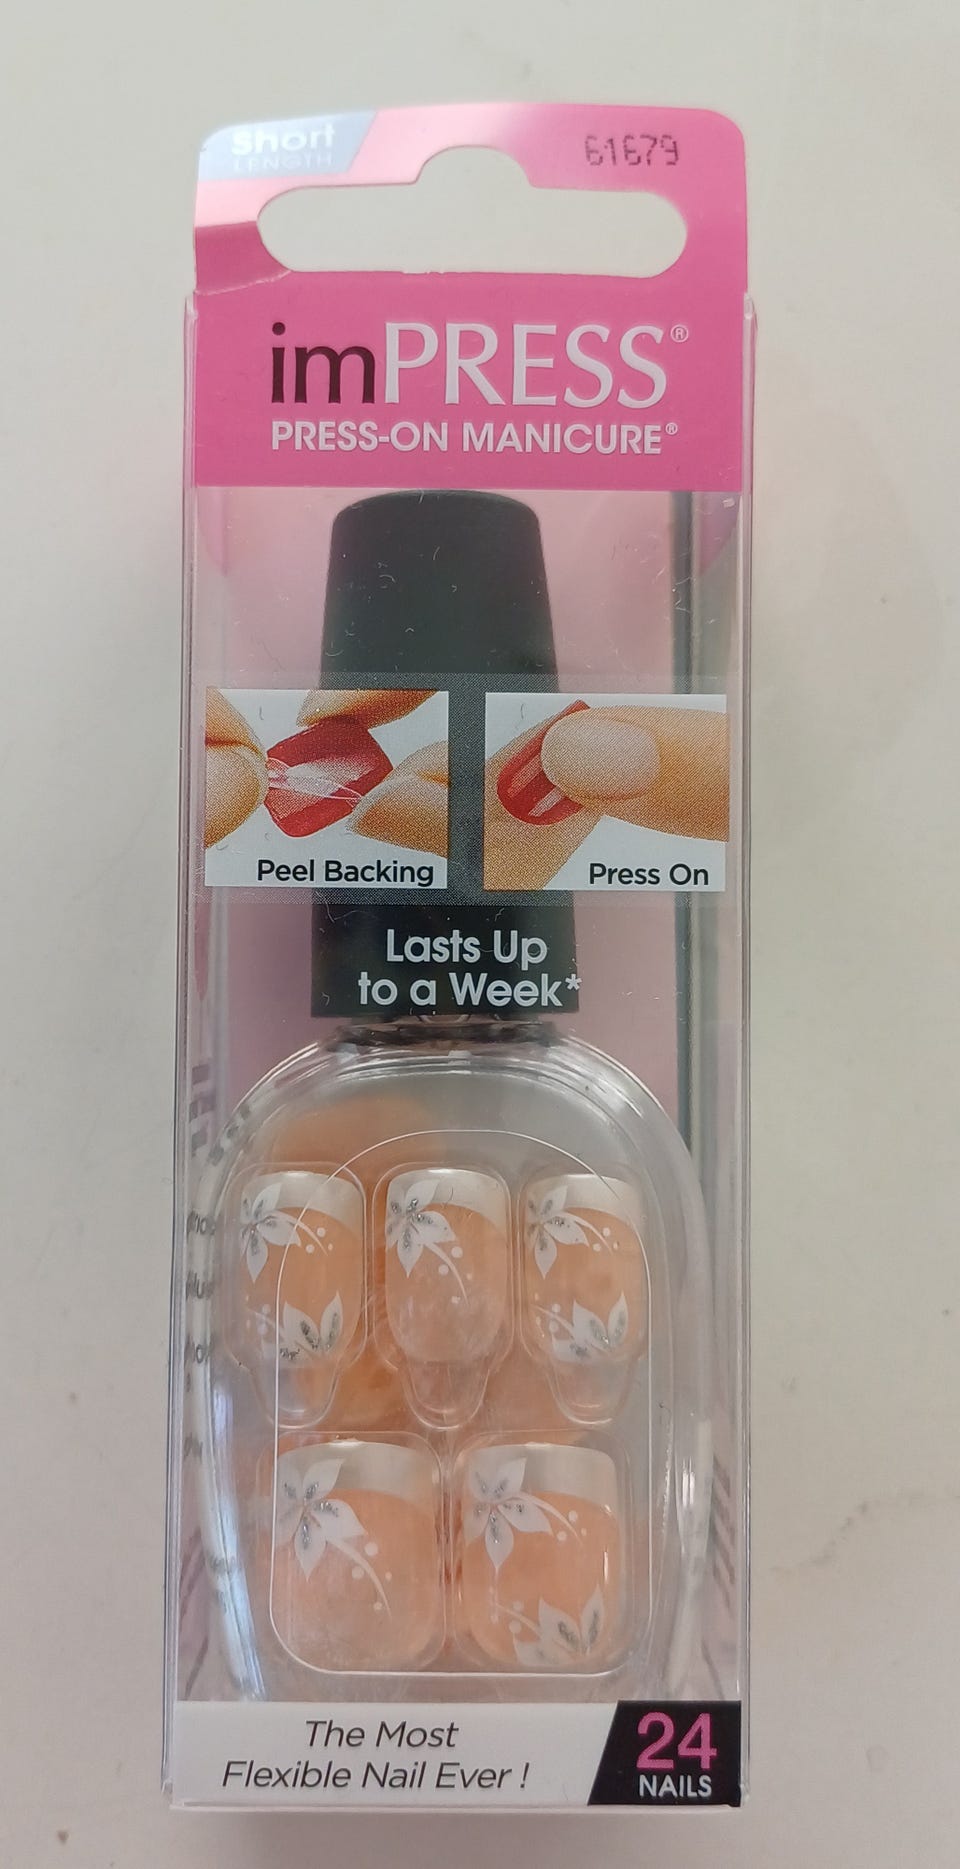 Short
LENGTH
61679
imPRESS®
PRESS-ON MANICURE®
Peel Backing
Press On
Lasts Up
to a Week*
The Most
Flexible Nail Ever !
24
NAILS